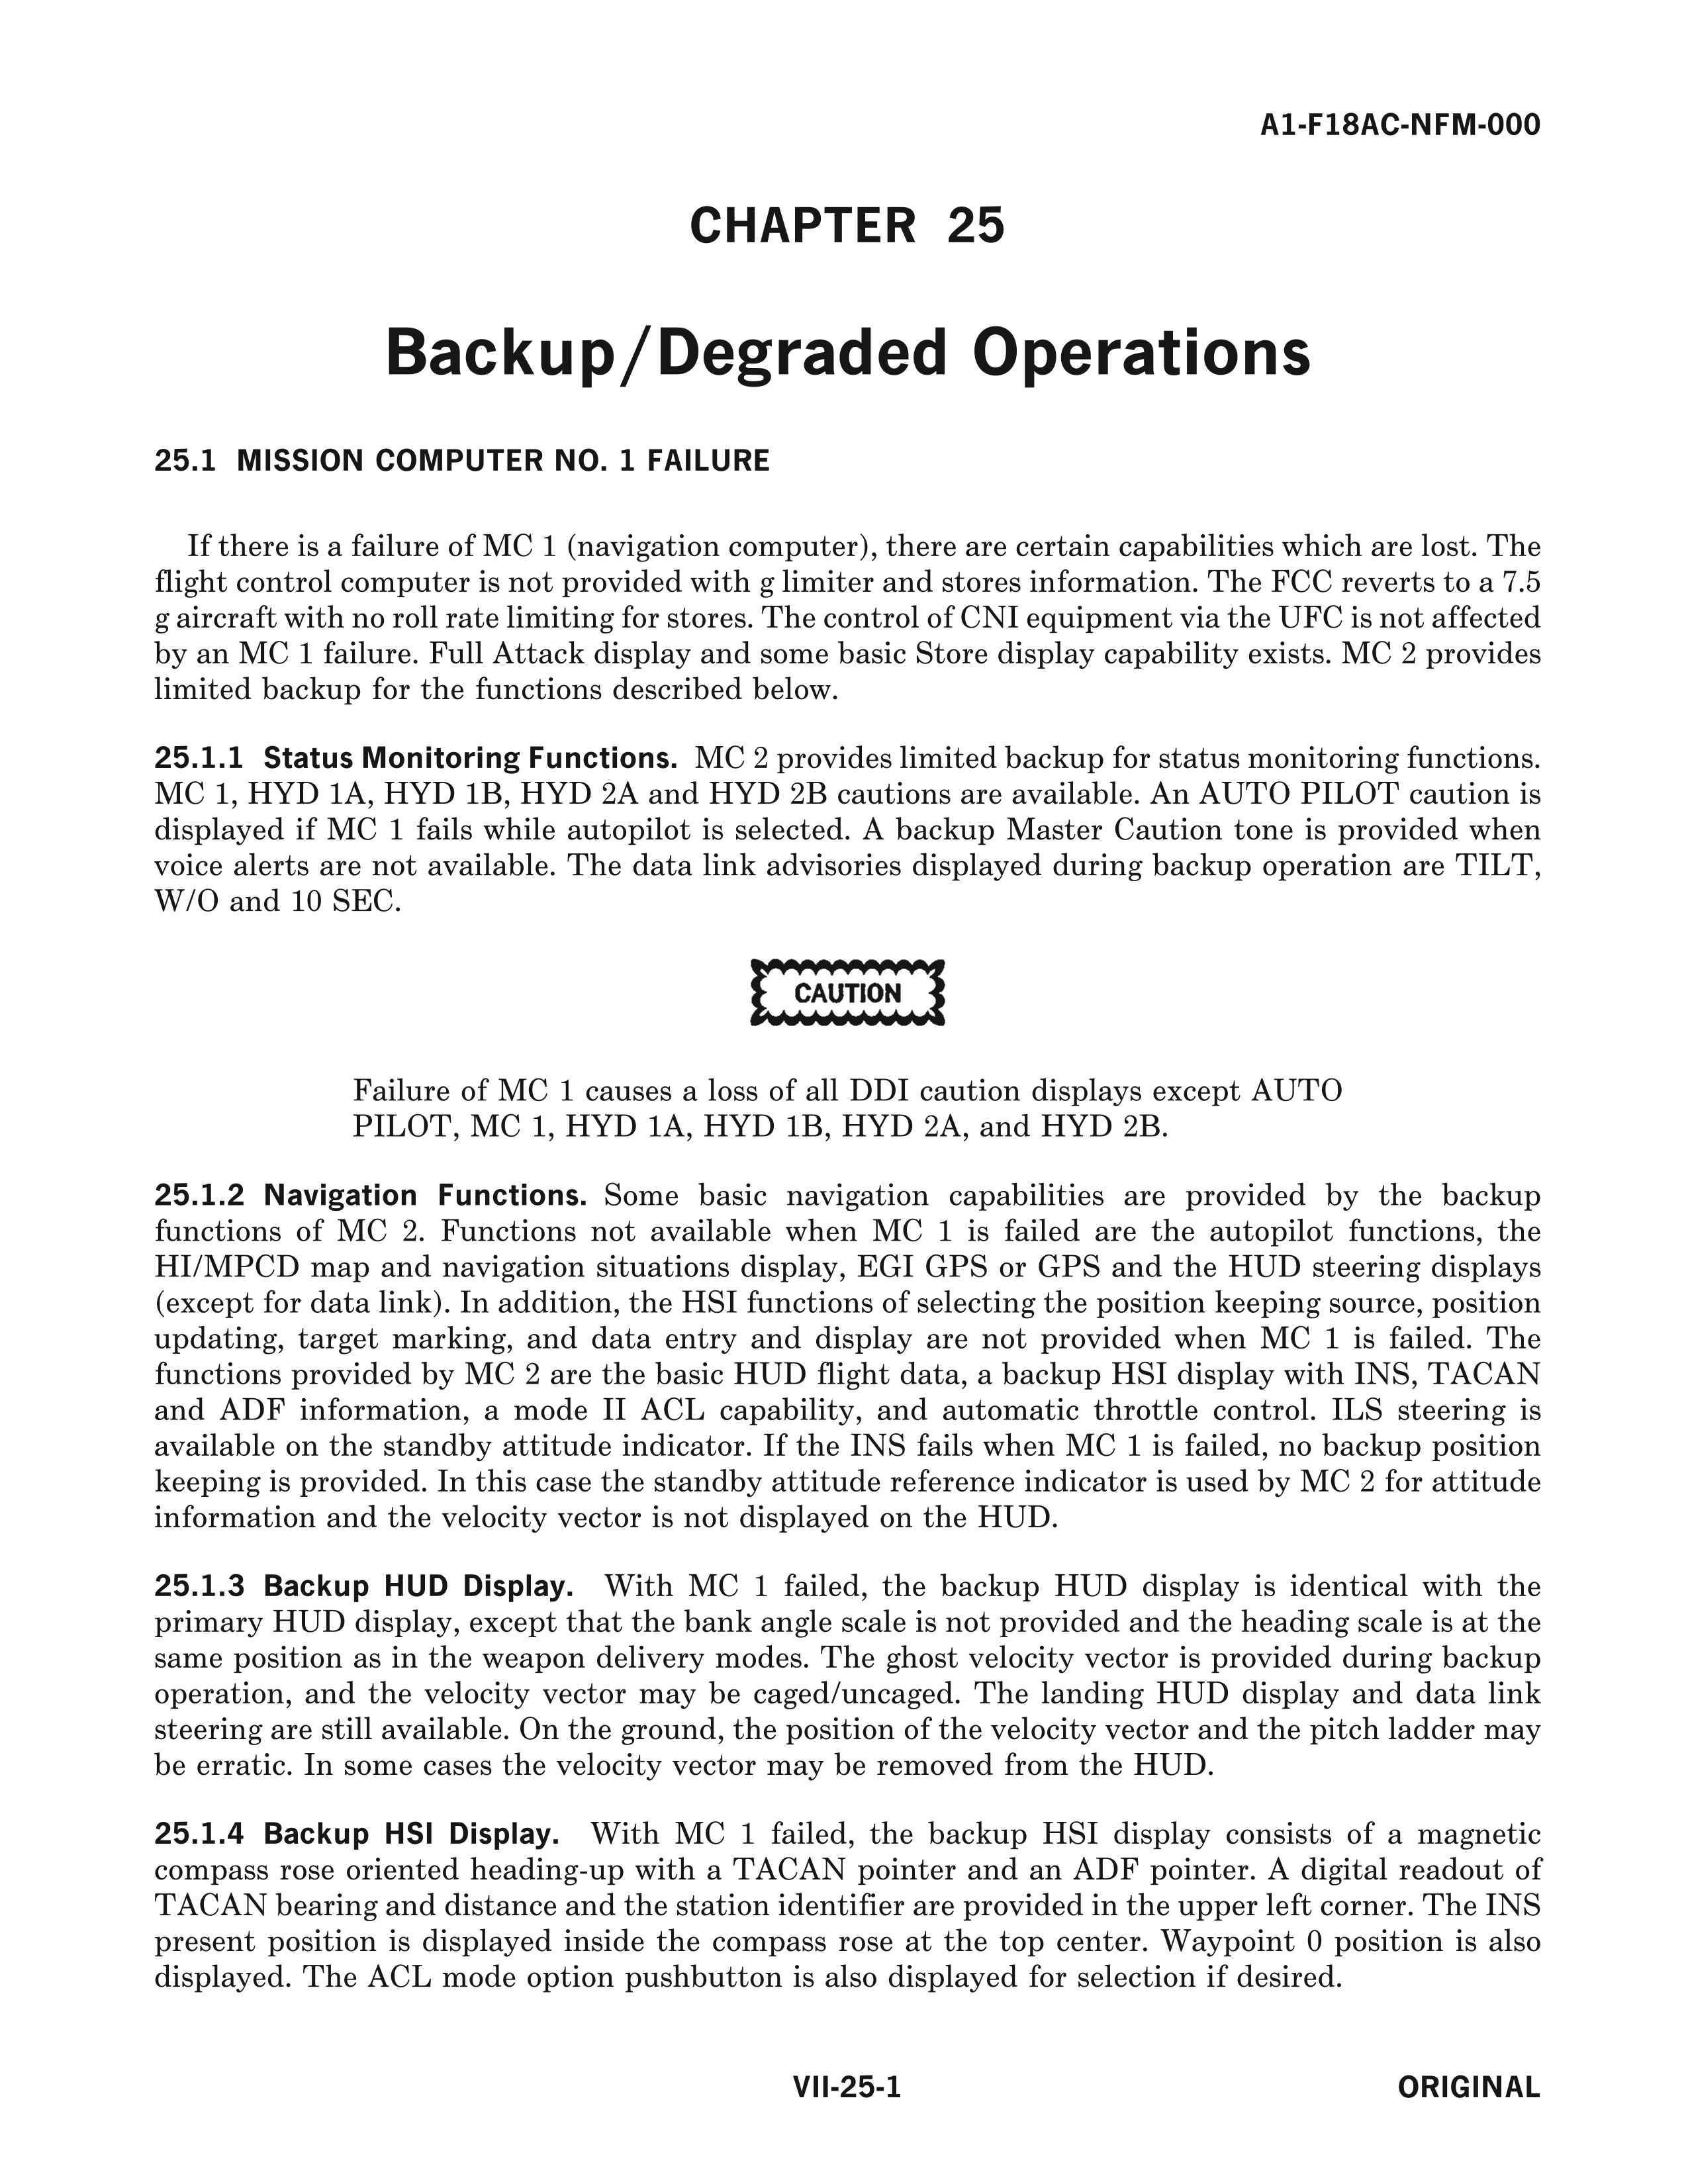 A1-F18AC-NFM-000
CHAPTER 25
Backup/Degraded Operations
25.1 MISSION COMPUTER NO. 1 FAILURE
If there is a failure of MC 1 (navigation computer), there are certain capabilities which are lost. The
flight control computer is not provided with g limiter and stores information. The FCC reverts to a 7.5
g aircraft with no roll rate limiting for stores. The control of CNI equipment via the UFC is not affected
by an MC 1 failure. Full Attack display and some basic Store display capability exists. MC 2 provides
limited backup for the functions described below.
25.1.1 Status Monitoring Functions. MC 2 provides limited backup for status monitoring functions.
MC 1, HYD 1A, HYD 1B, HYD 2A and HYD 2B cautions are available. An AUTO PILOT caution is
displayed if MC 1 fails while autopilot is selected. A backup Master Caution tone is provided when
voice alerts are not available. The data link advisories displayed during backup operation are TILT,
W/O and 10 SEC.
CAUTION
Failure of MC 1 causes a loss of all DDI caution displays except AUTO
PILOT, MC 1, HYD 1A, HYD 1B, HYD 2A, and HYD 2B.
25.1.2 Navigation Functions. Some basic navigation capabilities are provided by the backup
functions of MC 2. Functions not available when MC 1 is failed are the autopilot functions, the
HI/MPCD map and navigation situations display, EGI GPS or GPS and the HUD steering displays
(except for data link). In addition, the HSI functions of selecting the position keeping source, position
updating, target marking, and data entry and display are not provided when MC 1 is failed. The
functions provided by MC 2 are the basic HUD flight data, a backup HSI display with INS, TACAN
and ADF information, a mode II ACL capability, and automatic throttle control. ILS steering is
available on the standby attitude indicator. If the INS fails when MC 1 is failed, no backup position
keeping is provided. In this case the standby attitude reference indicator is used by MC 2 for attitude
information and the velocity vector is not displayed on the HUD.
25.1.3 Backup HUD Display. With MC 1 failed, the backup HUD display is identical with the
primary HUD display, except that the bank angle scale is not provided and the heading scale is at the
same position as in the weapon delivery modes. The ghost velocity vector is provided during backup
operation, and the velocity vector may be caged/uncaged. The landing HUD display and data link
steering are still available. On the ground, the position of the velocity vector and the pitch ladder may
be erratic. In some cases the velocity vector may be removed from the HUD.
25.1.4 Backup HSI Display. With MC 1 failed, the backup HSI display consists of a magnetic
compass rose oriented heading-up with a TACAN pointer and an ADF pointer. A digital readout of
TACAN bearing and distance and the station identifier are provided in the upper left corner. The INS
present position is displayed inside the compass rose at the top center. Waypoint 0 position is also
displayed. The ACL mode option pushbutton is also displayed for selection if desired.
VII-25-1
ORIGINAL